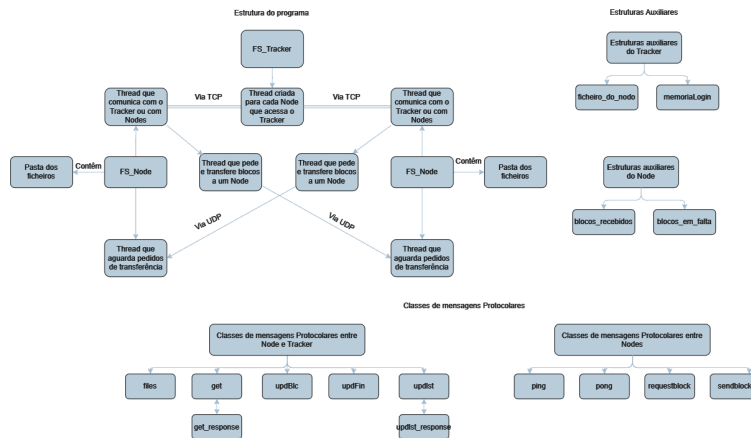 Estrutura do programa
Estruturas Auxiliares
FS_Tracker
Estruturas auxiliares
do Tracker
Thread que
comunica com o
Tracker ou com
Nodes
Via TCP
Thread criada
para cada Node
que acessa o
Tracker
Via TCP
Thread que
comunica com o
Tracker ou com
Nodes
ficheiro_do_nodo
memoriaLogin
Pasta dos
ficheiros
Contêm
FS_Node
Thread que pede
e transfere blocos
a um Node
Thread que pede
e transfere blocos
a um Node
FS_Node
Contêm
Pasta dos
ficheiros
Estruturas auxiliares
do Node
Via UDP
Via UDP
blocos_recebidos
blocos_em_falta
Thread que
aguarda pedidos
de transferência
Thread que
aguarda pedidos
de transferência
Classes de mensagens Protocolares
Classes de mensagens Protocolares entre
Node e Tracker
Classes de mensagens Protocolares entre
Nodes
files
get
updBlc
updFin
updlst
ping
pong
requestblock
sendblock
get_response
updlst_response